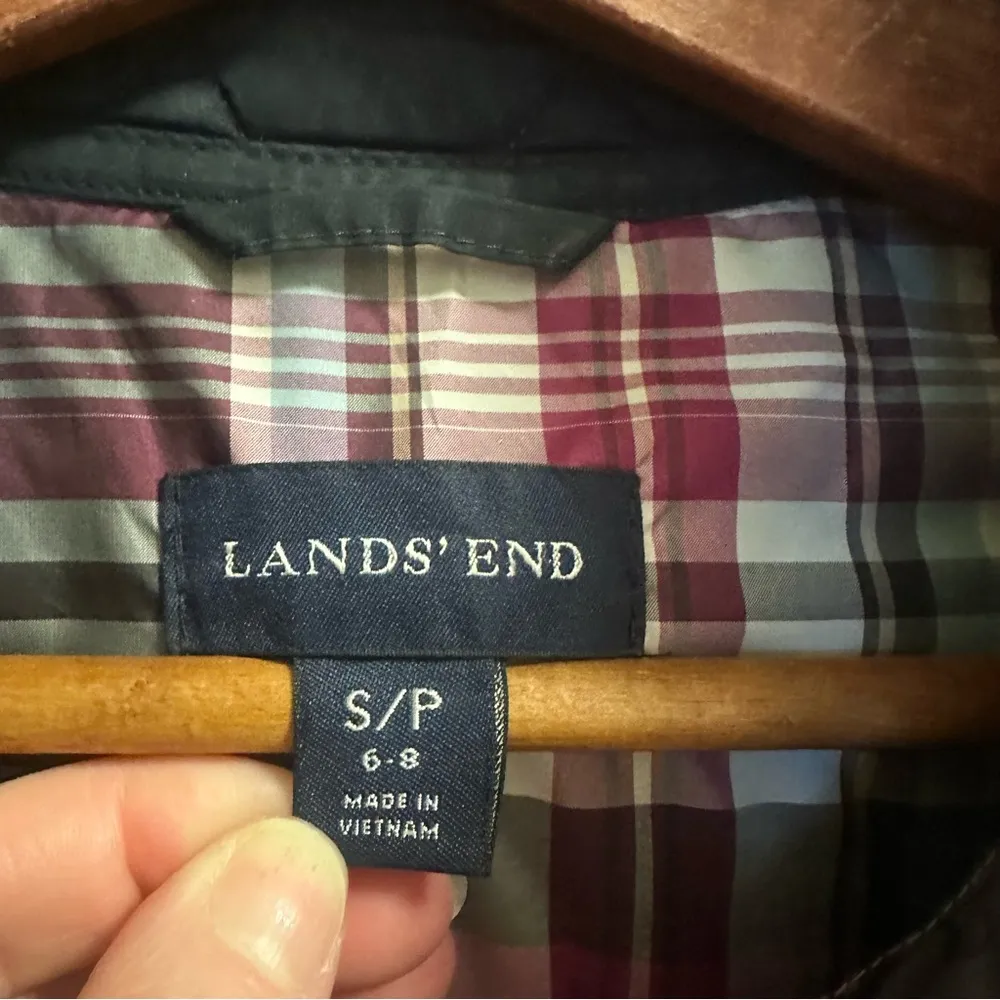 LANDS' END
S/P
6-8
MADE IN
VIETNAM